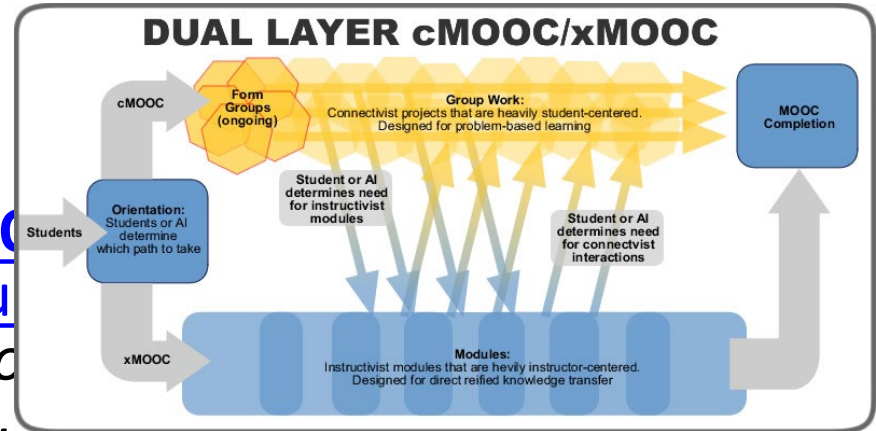 DUAL LAYER cMOOC/xMOOC
cMOOC
Form
Groups
(ongoing)
Group Work:
Connectivist projects that are heavily student-centered.
Designed for problem-based learning
MOOC
Completion
Student or AI
determines need
for instructivist
modules
Students
Orientation:
Students or AI
determine
which path to take
Student or AI
determines need
for connectvist
interactions
xMOOC
Modules:
Instructivist modules that are hevily instructor-centered.
Designed for direct reified knowledge transfer